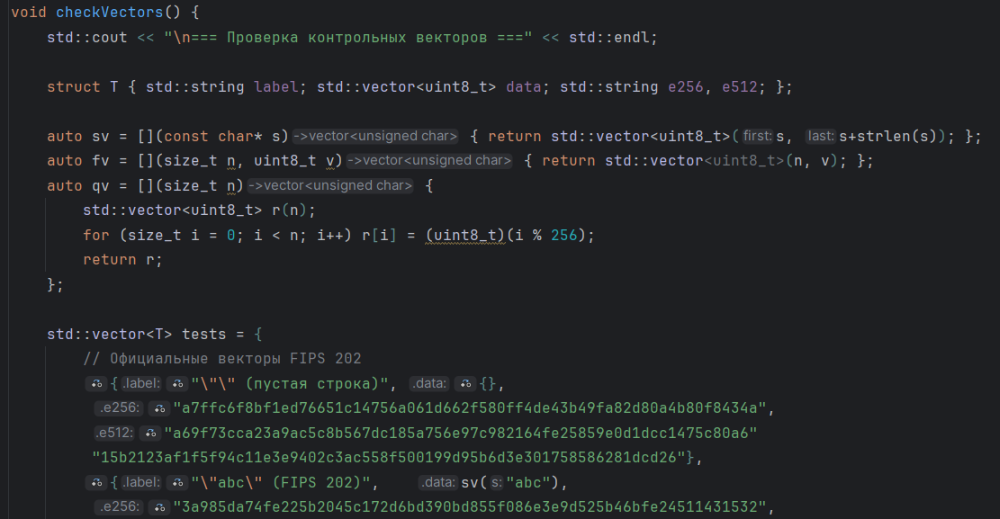 void checkVectors() {
    std::cout << "\n=== Проверка контрольных векторов ===" << std::endl;
    struct T { std::string label; std::vector<uint8_t> data; std::string e256, e512; };
    auto sv = [](const char* s) ->vector<unsigned char> { return std::vector<uint8_t>( first: s, last: s+strlen(s)); };
    auto fv = [](size_t n, uint8_t v) ->vector<unsigned char> { return std::vector<uint8_t>(n, v); };
    auto qv = [](size_t n) ->vector<unsigned char> {
        std::vector<uint8_t> r(n);
        for (size_t i = 0; i < n; i++) r[i] = (uint8_t)(i % 256);
        return r;
    };
    std::vector<T> tests = {
        // Официальные векторы FIPS 202
        { .label: "\"\" (пустая строка)", .data: {},
         .e256: "a7ffc6f8bf1ed76651c14756a061d662f580ff4de43b49fa82d80a4b80f8434a",
         .e512: "a69f73cca23a9ac5c8b567dc185a756e97c982164fe25859e0d1dcc1475c80a6"
         "15b2123af1f5f94c11e3e9402c3ac558f500199d95b6d3e301758586281dcd26"},
        { .label: "\"abc\" (FIPS 202)", .data: sv( s: "abc"),
         .e256: "3a985da74fe225b2045c172d6bd390bd855f086e3e9d525b46bfe24511431532",